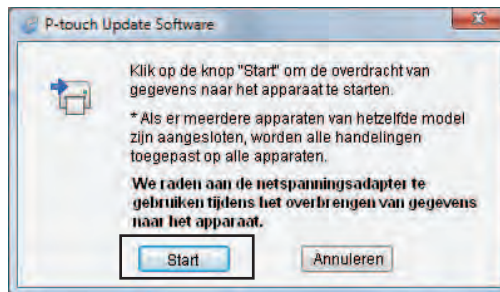 P-touch Update Software
Klik op de knop "Start" om de overdracht van
gegevens naar het apparaat te starten.
* Als er meerdere apparaten van hetzelfde model
zijn aangesloten, worden alle handelingen
toegepast op alle apparaten.
We raden aan de netspanningsadapter te
gebruiken tijdens het overbrengen van gegevens
naar het apparaat.
Start
Annuleren